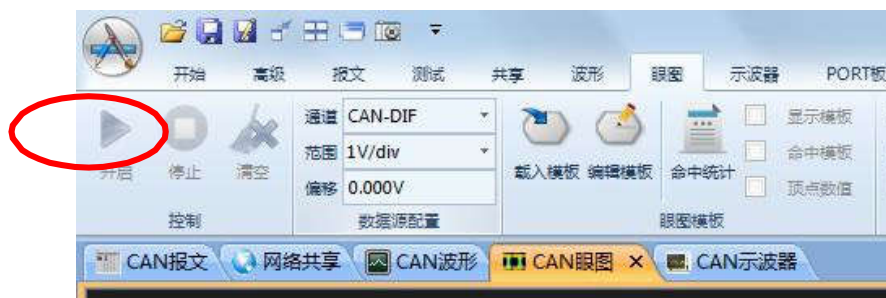 开始 高级 报文 测试 共享 波形 眼图 示波器 PORT板
通道 CAN-DIF
范围 1V/div
偏移 0.000V
开启 停止 清空
载入模板 编辑模板 命中统计
显示模板
命中模板
顶点数值
控制 数据源配置 眼图模板
CAN报文 网络共享 CAN波形 CAN眼图 × CAN示波器